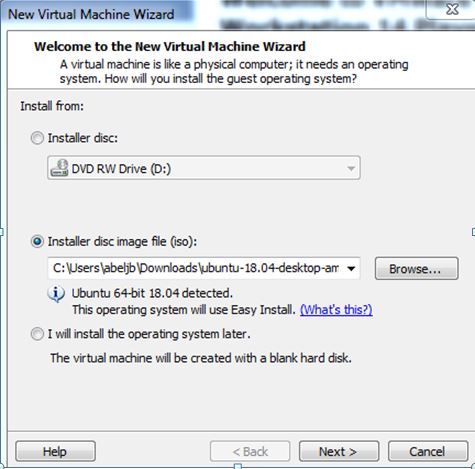 New Virtual Machine Wizard
Welcome to the New Virtual Machine Wizard
A virtual machine is like a physical computer; it needs an operating
system. How will you install the guest operating system?
Install from:
Installer disc:
DVD RW Drive (D:)
Installer disc image file (iso):
C:\Users\abeljb\Downloads\ubuntu-18.04-desktop-am
Browse...
Ubuntu 64-bit 18.04 detected.
This operating system will use Easy Install. (What's this?)
I will install the operating system later.
The virtual machine will be created with a blank hard disk.
Help
< Back
Next >
Cancel